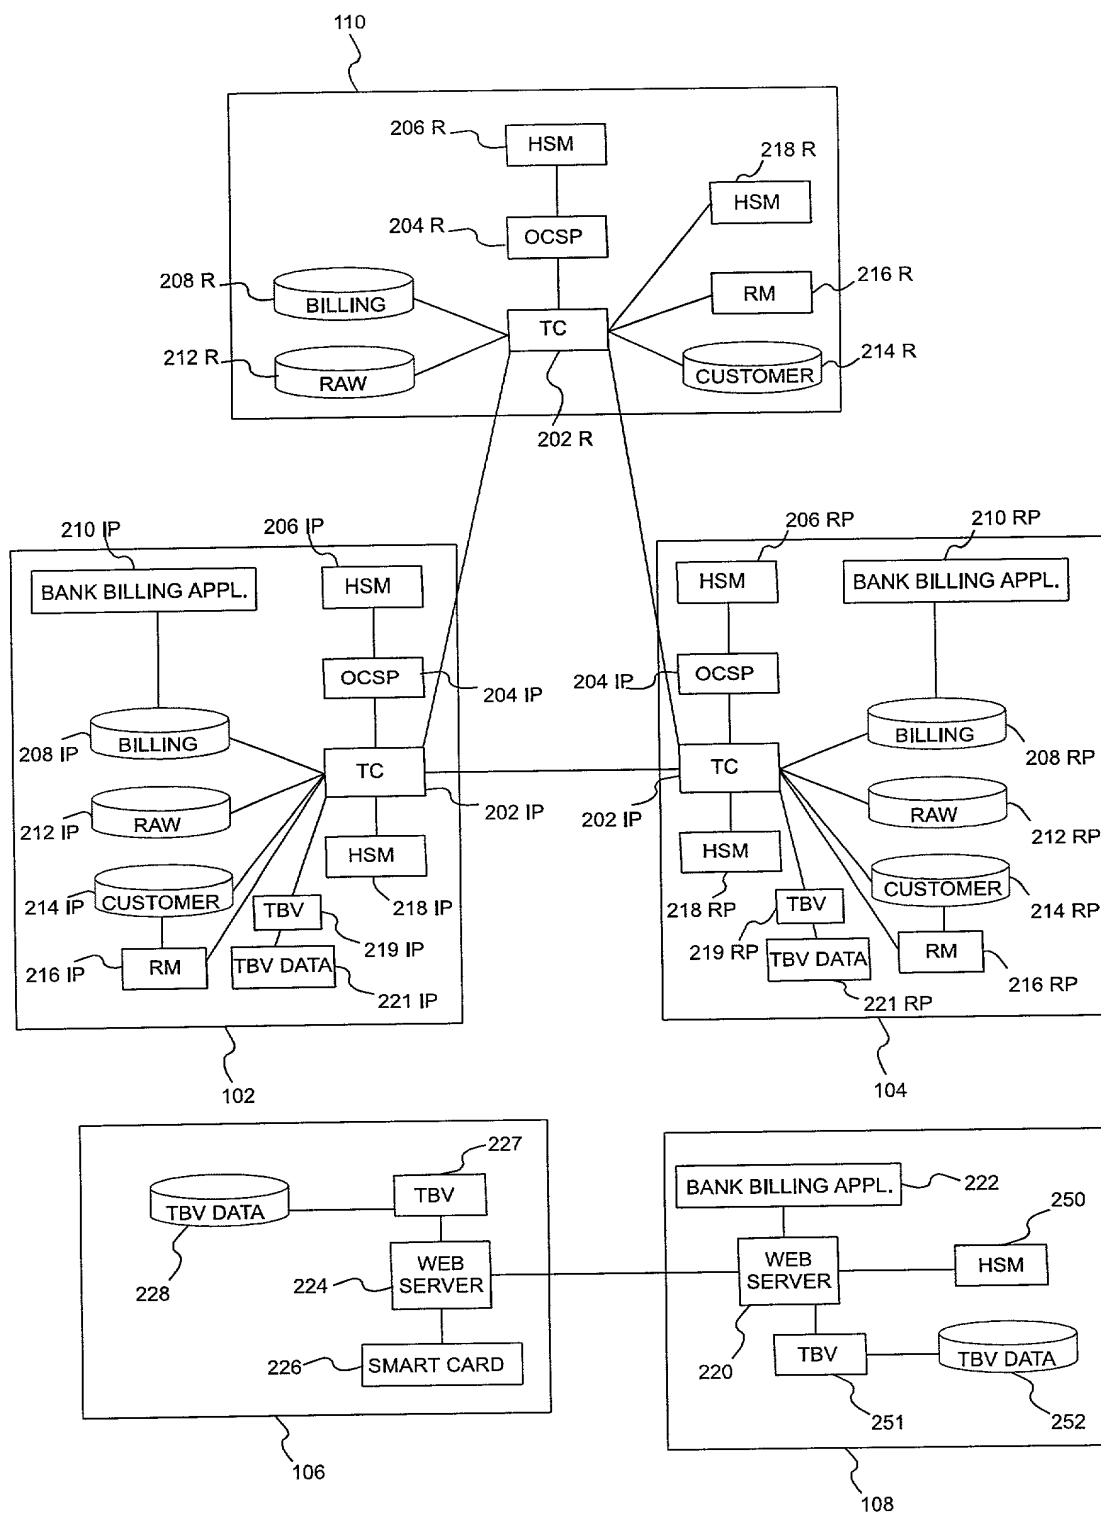 110
206 R
HSM
218 R
HSM
204 R
OCSP
208 R
BILLING
216 R
RM
TC
212 R
RAW
214 R
CUSTOMER
202 R
210 IP
206 IP
BANK BILLING APPL.
HSM
OCSP
204 IP
208 IP
BILLING
TC
202 IP
212 IP
RAW
HSM
214 IP
CUSTOMER
218 IP
TBV
219 IP
216 IP
RM
TBV DATA
221 IP
102
206 RP
210 RP
HSM
BANK BILLING APPL.
204 IP
OCSP
BILLING
208 RP
TC
202 IP
RAW
212 RP
HSM
218 RP
CUSTOMER
214 RP
TBV
219 RP
TBV DATA
RM
216 RP
221 RP
104
227
TBV
TBV DATA
228
224
WEB
SERVER
226
SMART CARD
106
BANK BILLING APPL.
222
250
WEB
SERVER
HSM
220
TBV
TBV DATA
251
252
108